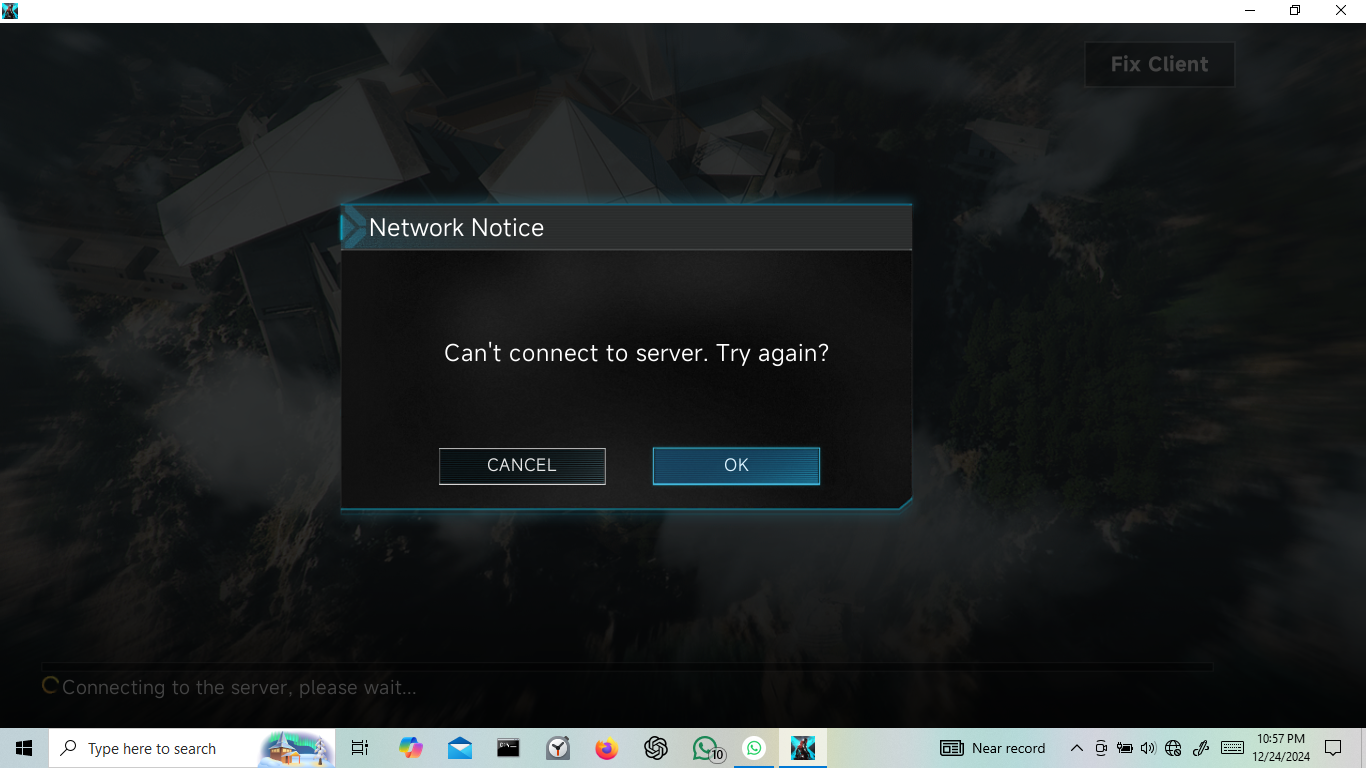 Fix Client
Network Notice
Can't connect to server. Try again?
CANCEL
OK
Connecting to the server, please wait...
Type here to search
10
Near record
10:57 PM
12/24/2024